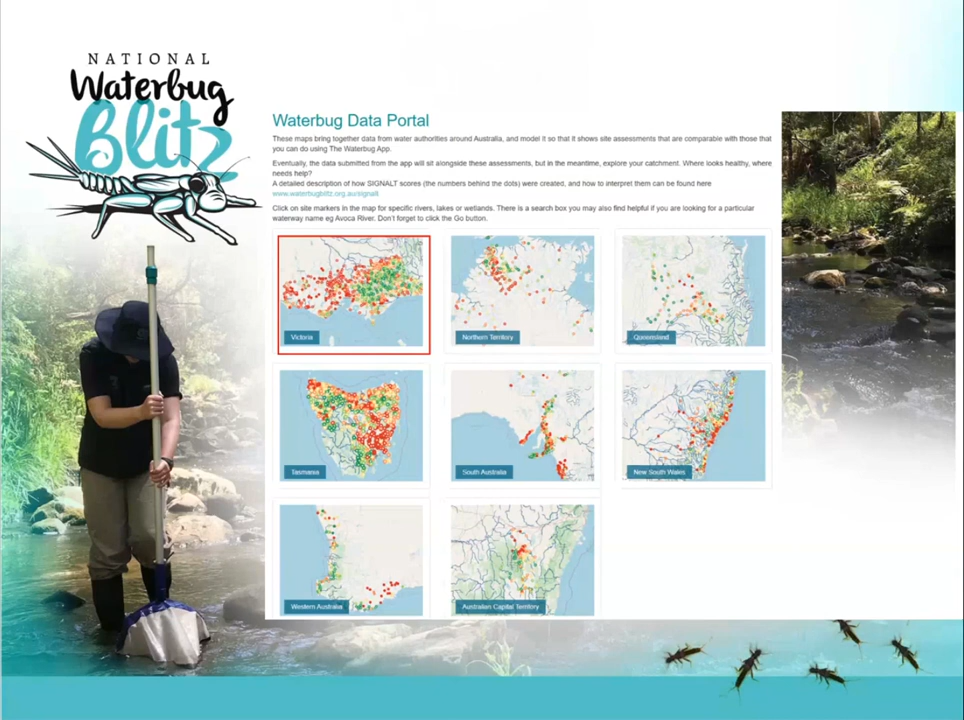 NATIONAL
Waterbug
Blitz
Waterbug Data Portal
These maps bring together data from water authorities around Australia, and model it so that it shows site assessments that are comparable with those that
you can do using The Waterbug App.
Eventually, the data submitted from the app will sit alongside these assessments, but in the meantime, explore your catchment. Where looks healthy, where
needs help?
A detailed description of how SIGNALT scores (the numbers behind the dots) were created, and how to interpret them can be found here
www.waterbugblitz.org.au/signalt
Click on site markers in the map for specific rivers, lakes or wetlands. There is a search box you may also find helpful if you are looking for a particular
waterway name eg Avoca River. Don't forget to click the Go button.
Victoria
Northern Territory
Queensland
Tasmania
South Australia
New South Wales
Western Australia
Australian Capital Territory